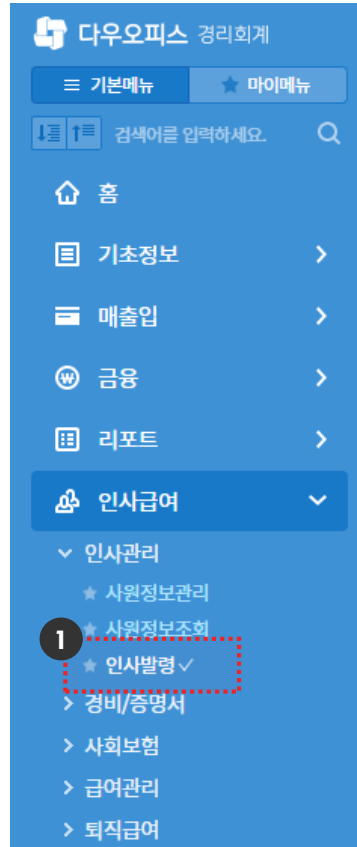 다우오피스 경리회계
기본메뉴 마이메뉴
검색어를 입력하세요.
홈
기초정보
매출입
금융
리포트
인사급여
인사관리
사원정보관리
사원정보조회
1
인사발령
경비/증명서
사회보험
급여관리
퇴직급여